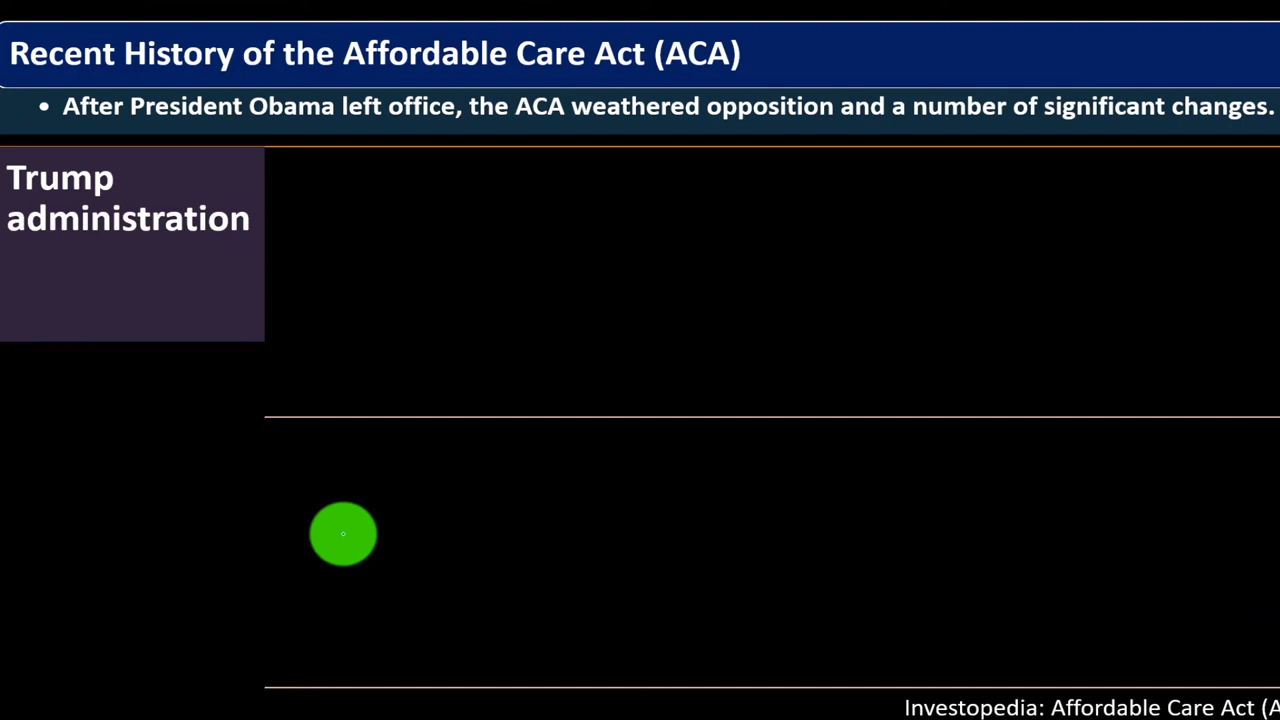 Recent History of the Affordable Care Act (ACA)
• After President Obama left office, the ACA weathered opposition and a number of significant changes.
Trump
administration
Investopedia: Affordable Care Act (A